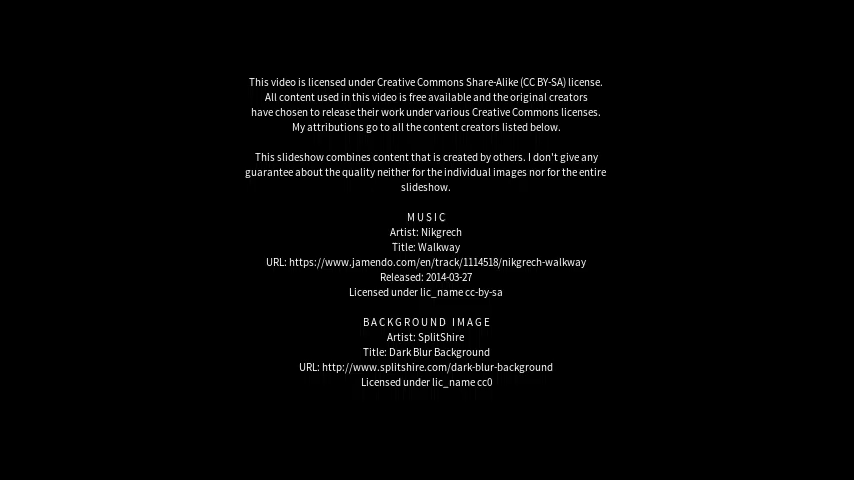 This video is licensed under Creative Commons Share-Alike (CC BY-SA) license.
All content used in this video is free available and the original creators
have chosen to release their work under various Creative Commons licenses.
My attributions go to all the content creators listed below.
This slideshow combines content that is created by others. I don't give any
guarantee about the quality neither for the individual images nor for the entire
slideshow.
MUSIC
Artist: Nikgrech
Title: Walkway
URL: https://www.jamendo.com/en/track/1114518/nikgrech-walkway
Released: 2014-03-27
Licensed under lic_name cc-by-sa
BACKGROUND IMAGE
Artist: SplitShire
Title: Dark Blur Background
URL: http://www.splitshire.com/dark-blur-background
Licensed under lic_name cc0